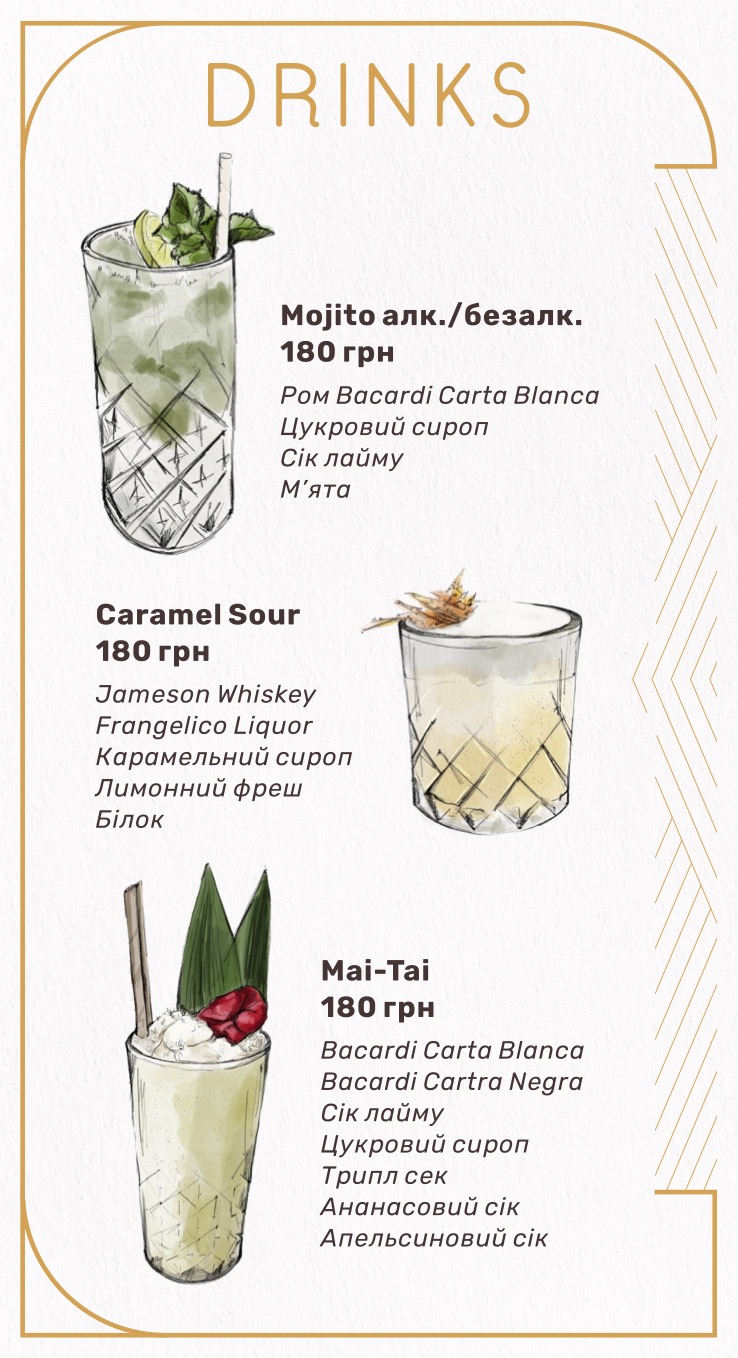 DRINKS
Mojito алк./безалк.
180 грн
Ром Bacardi Carta Blanca
Цукровий сироп
Сік лайму
М’ята
Caramel Sour
180 грн
Jameson Whiskey
Frangelico Liquor
Карамельний сироп
Лимонний фреш
Білок
Mai-Tai
180 грн
Bacardi Carta Blanca
Bacardi Cartra Negra
Сік лайму
Цукровий сироп
Трипл сек
Ананасовий сік
Апельсиновий сік